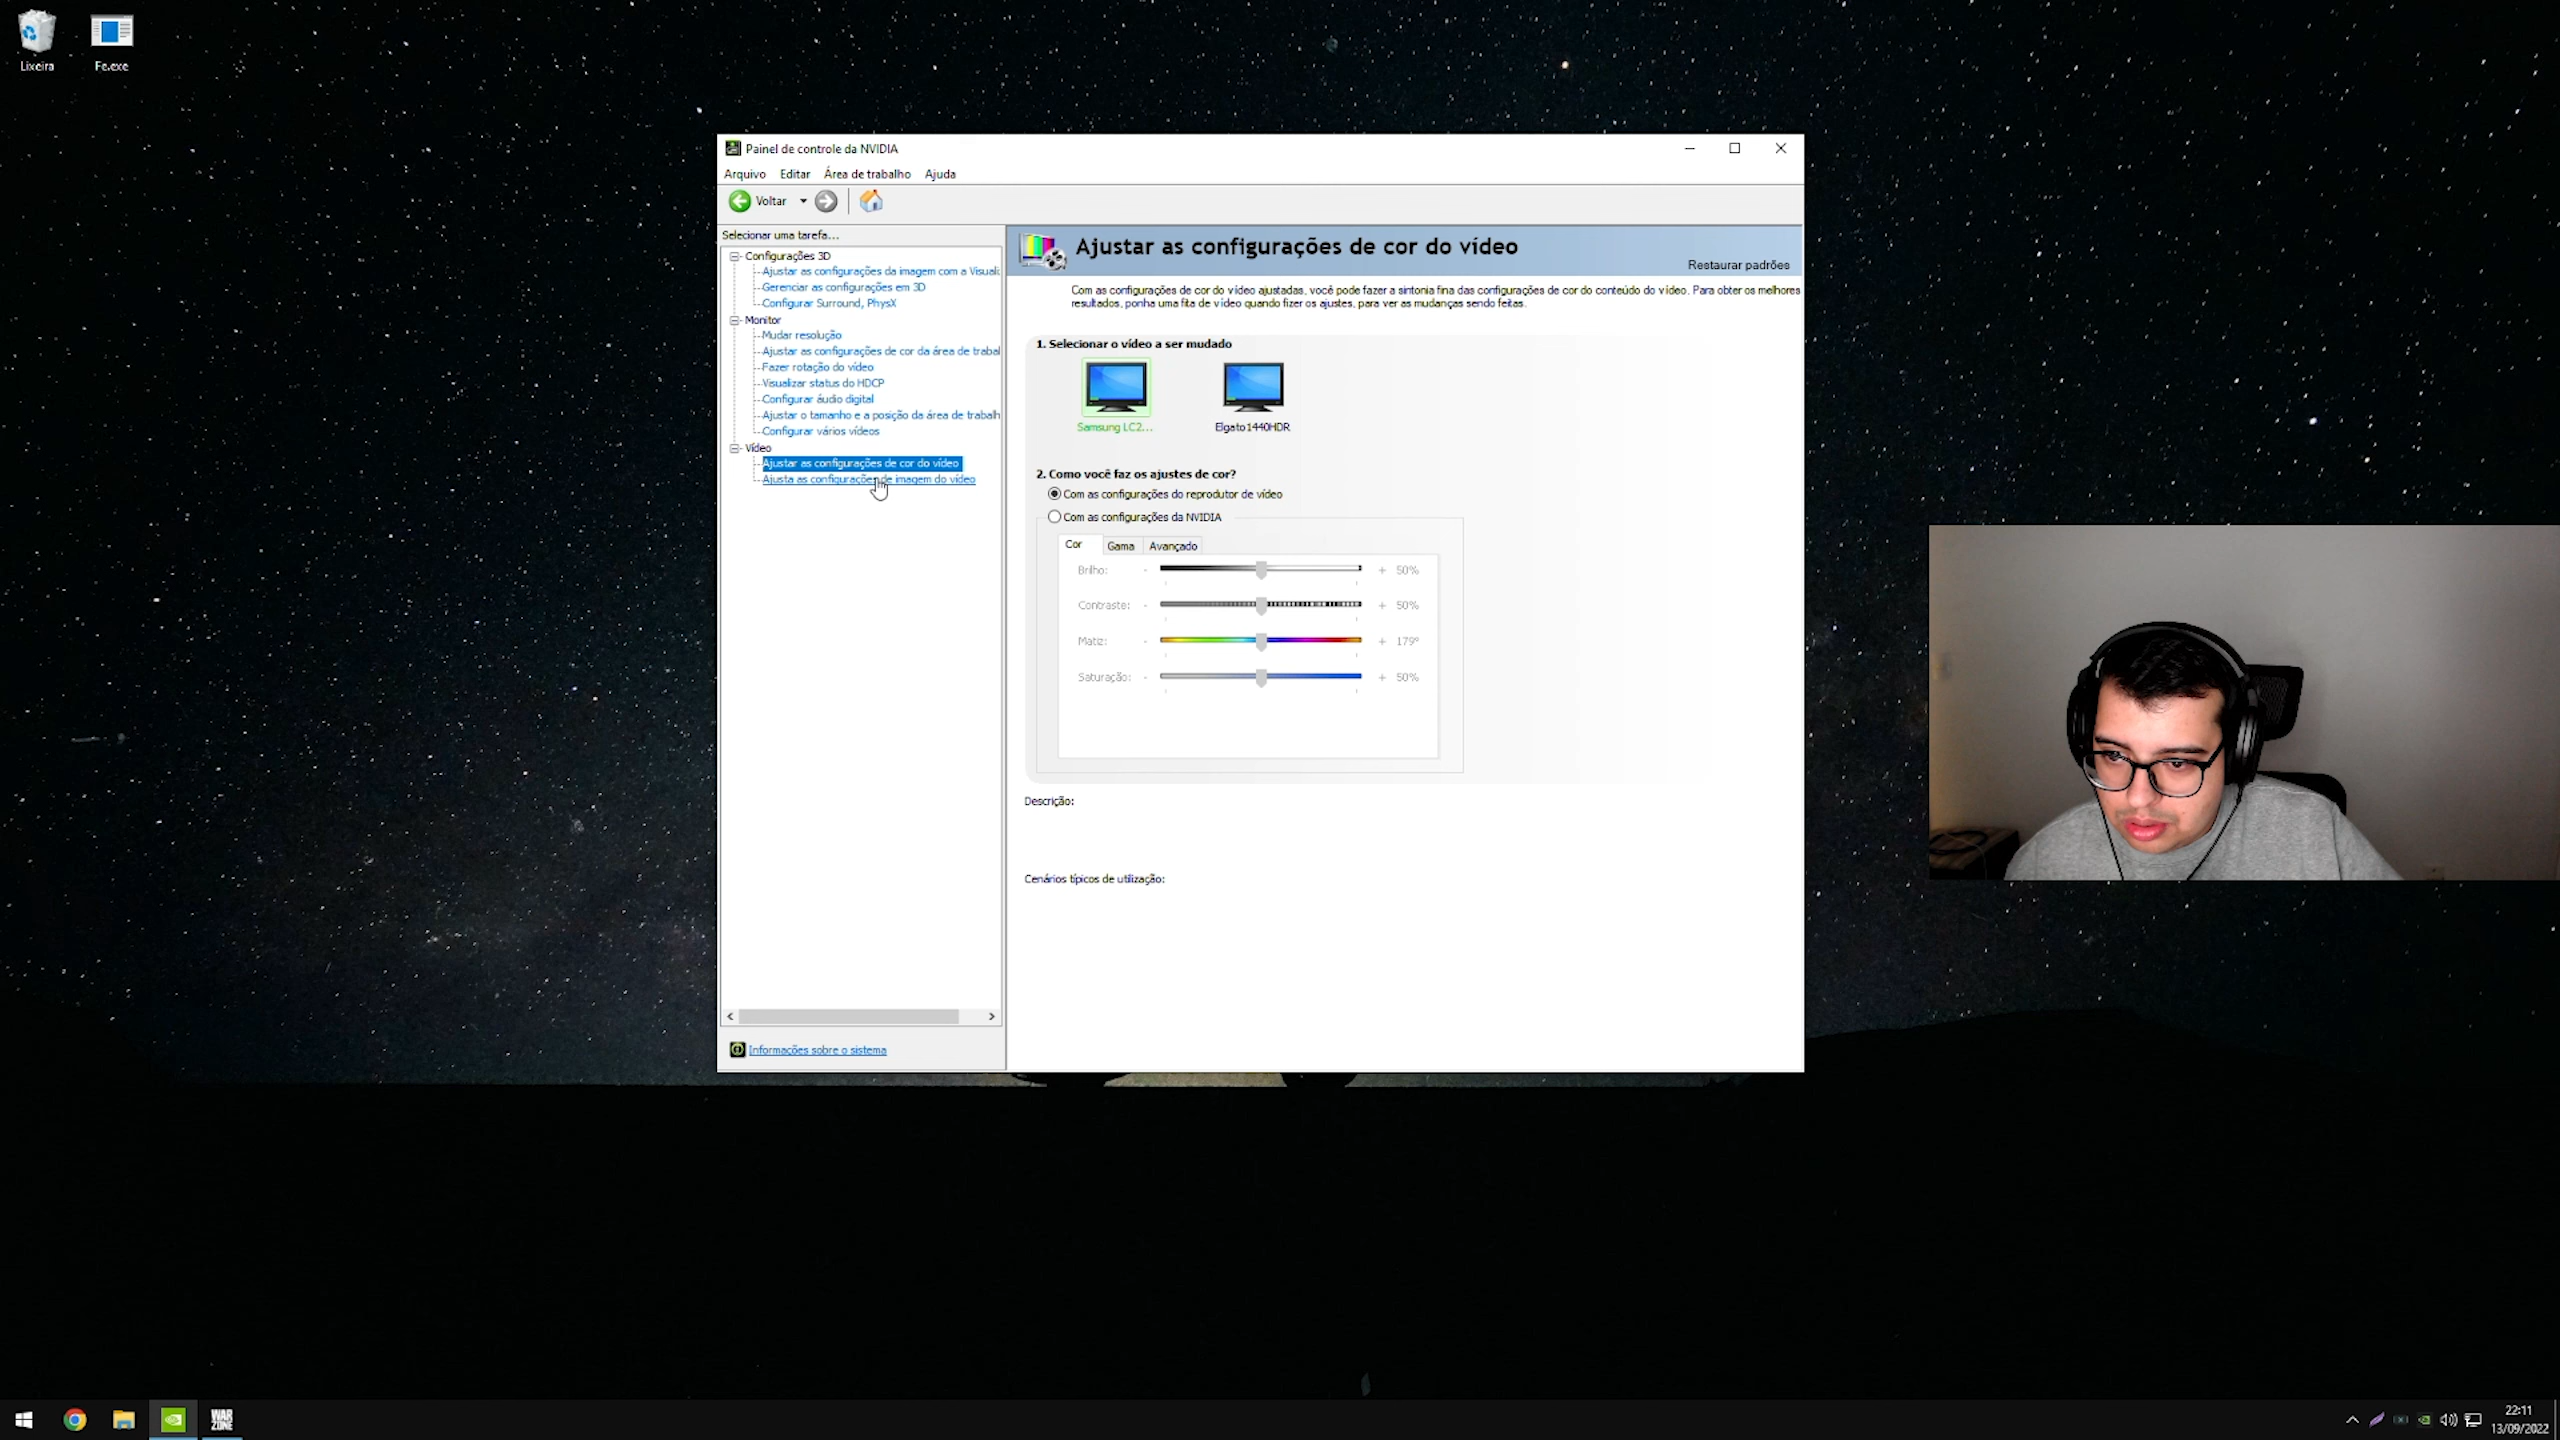 Lixeira
Fe.exe
Painel de controle da NVIDIA
Arquivo Editar Área de trabalho Ajuda
Voltar
Selecionar uma tarefa...
Configurações 3D
Ajustar as configurações da imagem com a Visuali
Gerenciar as configurações em 3D
Configurar Surround, PhysX
Monitor
Mudar resolução
Ajustar as configurações de cor da área de trabal
Fazer rotação do vídeo
Visualizar status do HDCP
Configurar áudio digital
Ajustar o tamanho e a posição da área de trabalh
Configurar vários vídeos
Vídeo
Ajustar as configurações de cor do vídeo
Ajusta as configurações de imagem do vídeo
Informações sobre o sistema
Ajustar as configurações de cor do vídeo
Restaurar padrões
Com as configurações de cor do vídeo ajustadas, você pode fazer a sintonia fina das configurações de cor do conteúdo do vídeo. Para obter os melhores
resultados, ponha uma fita de vídeo quando fizer os ajustes, para ver as mudanças sendo feitas.
1. Selecionar o vídeo a ser mudado
Samsung LC2... Elgato1440HDR
2. Como você faz os ajustes de cor?
Com as configurações do reprodutor de vídeo
Com as configurações da NVIDIA
Cor Gama Avançado
Brilho: - + 50%
Contraste: - + 50%
Matiz: - + 179º
Saturação: - + 50%
Descrição:
Cenários típicos de utilização:
WAR
ZONE
22:11
13/09/2022